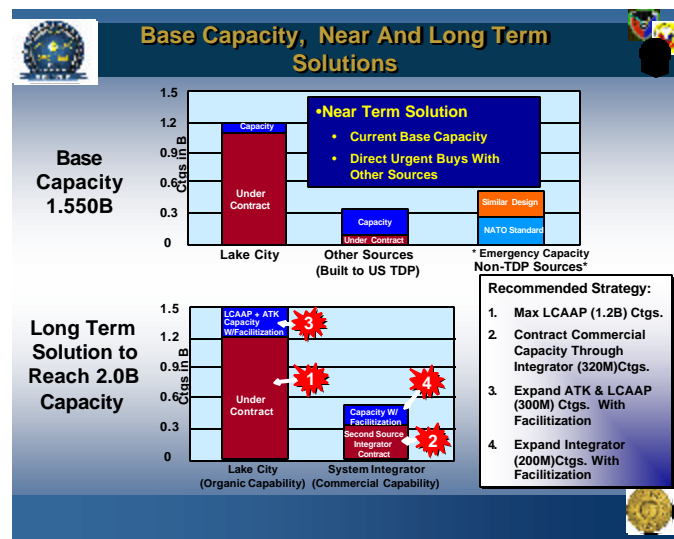 Base Capacity, Near And Long Term
Solutions
Base
Capacity
1.550B
Ctgs in B
1.5
1.2
0.9
0.6
0.3
0
Capacity
Under
Contract
Capacity
Under Contract
Similar Design
NATO Standard
•Near Term Solution
• Current Base Capacity
• Direct Urgent Buys With
Other Sources
Lake City
Other Sources
(Built to US TDP)
* Emergency Capacity
Non-TDP Sources*
Long Term
Solution to
Reach 2.0B
Capacity
Ctgs in B
1.5
1.2
0.9
0.6
0.3
0
LCAAP + ATK
Capacity
W/Facilitization
3
Under
Contract
1
4
Capacity W/
Facilitization
Second Source
Integrator
Contract
2
Lake City
(Organic Capability)
System Integrator
(Commercial Capability)
Recommended Strategy:
1. Max LCAAP (1.2B) Ctgs.
2. Contract Commercial
Capacity Through
Integrator (320M)Ctgs.
3. Expand ATK & LCAAP
(300M) Ctgs. With
Facilitization
4. Expand Integrator
(200M)Ctgs. With
Facilitization